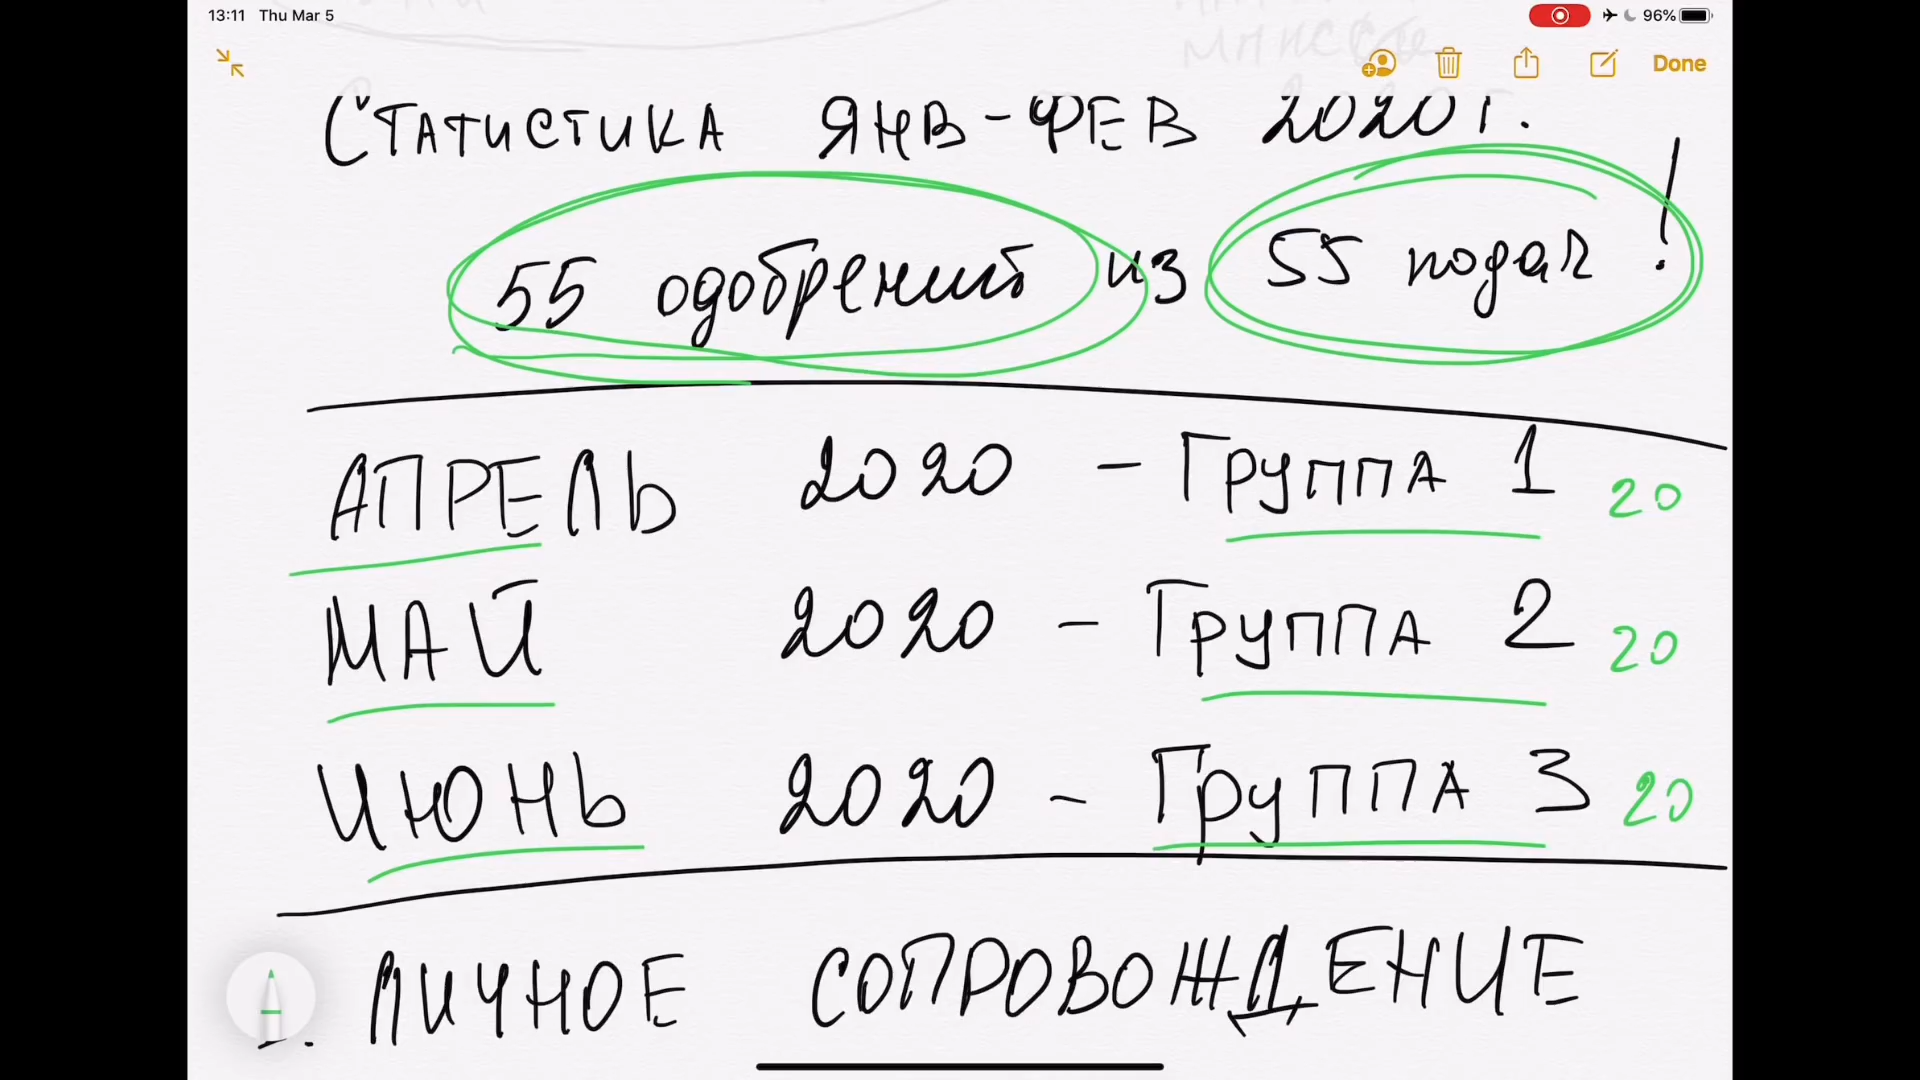 13:11 Thu Mar 5 96%
Done
Статистика ЯНВ-ФЕВ 2020г.
55 одобрений из 55 подач!
АПРЕЛЬ 2020 - Группа 1 20
МАЙ 2020 - Группа 2 20
ИЮНЬ 2020 - Группа 3 20
ЛИЧНОЕ СОПРОВОЖДЕНИЕ